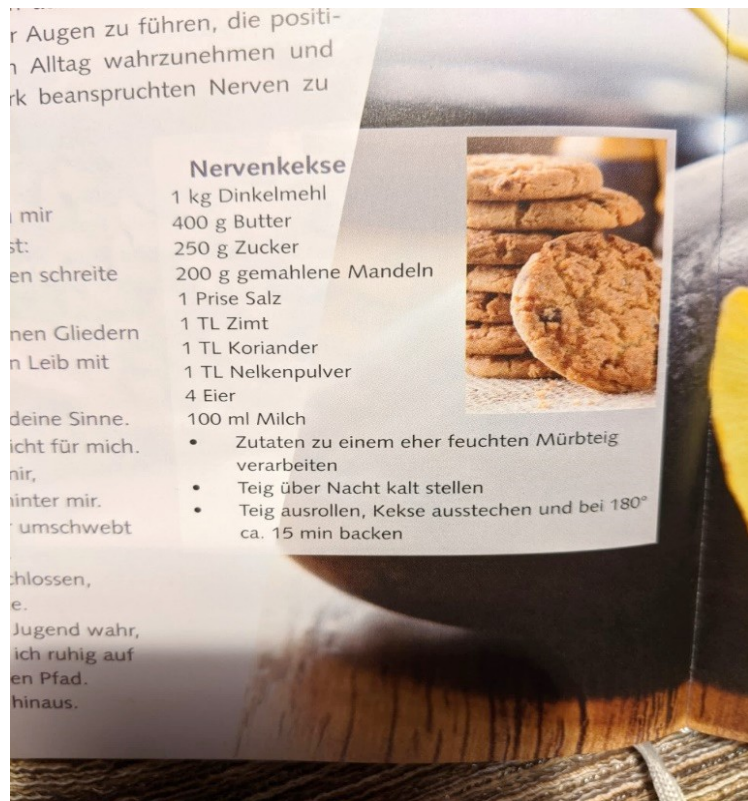 r Augen zu führen, die positi-
n Alltag wahrzunehmen und
rk beanspruchten Nerven zu
mir
st:
en schreite
nen Gliedern
n Leib mit
deine Sinne.
icht für mich.
nir,
hinter mir.
umschwebt
chlossen,
e.
Jugend wahr,
ich ruhig auf
en Pfad.
hinaus.
Nervenkekse
1 kg Dinkelmehl
400 g Butter
250 g Zucker
200 g gemahlene Mandeln
1 Prise Salz
1 TL Zimt
1 TL Koriander
1 TL Nelkenpulver
4 Eier
100 ml Milch
• Zutaten zu einem eher feuchten Mürbteig
verarbeiten
• Teig über Nacht kalt stellen
• Teig ausrollen, Kekse ausstechen und bei 180°
ca. 15 min backen